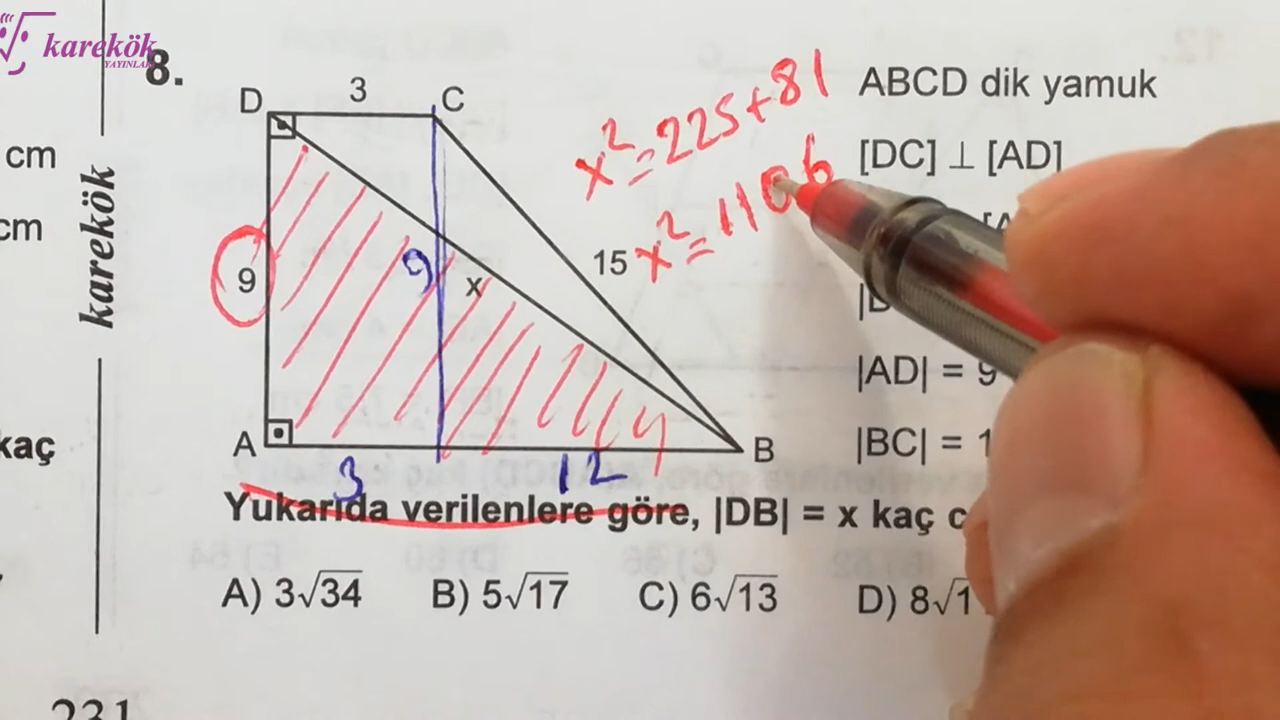 karekök
YAYINLARI
8.
D
3
C
x²=225+81
x²=1106
ABCD dik yamuk
[DC] ⊥ [AD]
cm
cm
karekök
9
9
x
15
|AD| = 9
|BC| = 1
A
B
3
12
kaç
Yukarıda verilenlere göre, |DB| = x kaç c
A) 3√34
B) 5√17
C) 6√13
D) 8√1
231